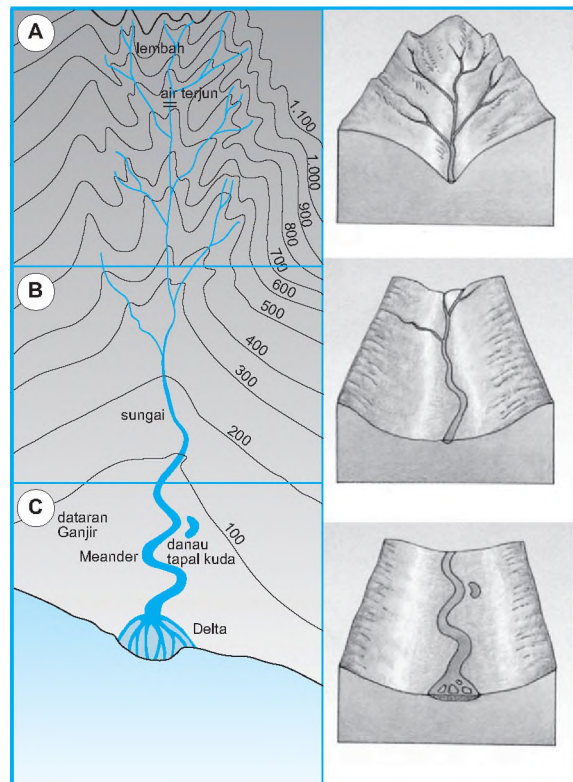 A
lembah
air terjun
1.100
1.000
900
800
700
600
500
B
400
300
sungai
200
C
dataran
Ganjir
100
Meander
danau
tapal kuda
Delta